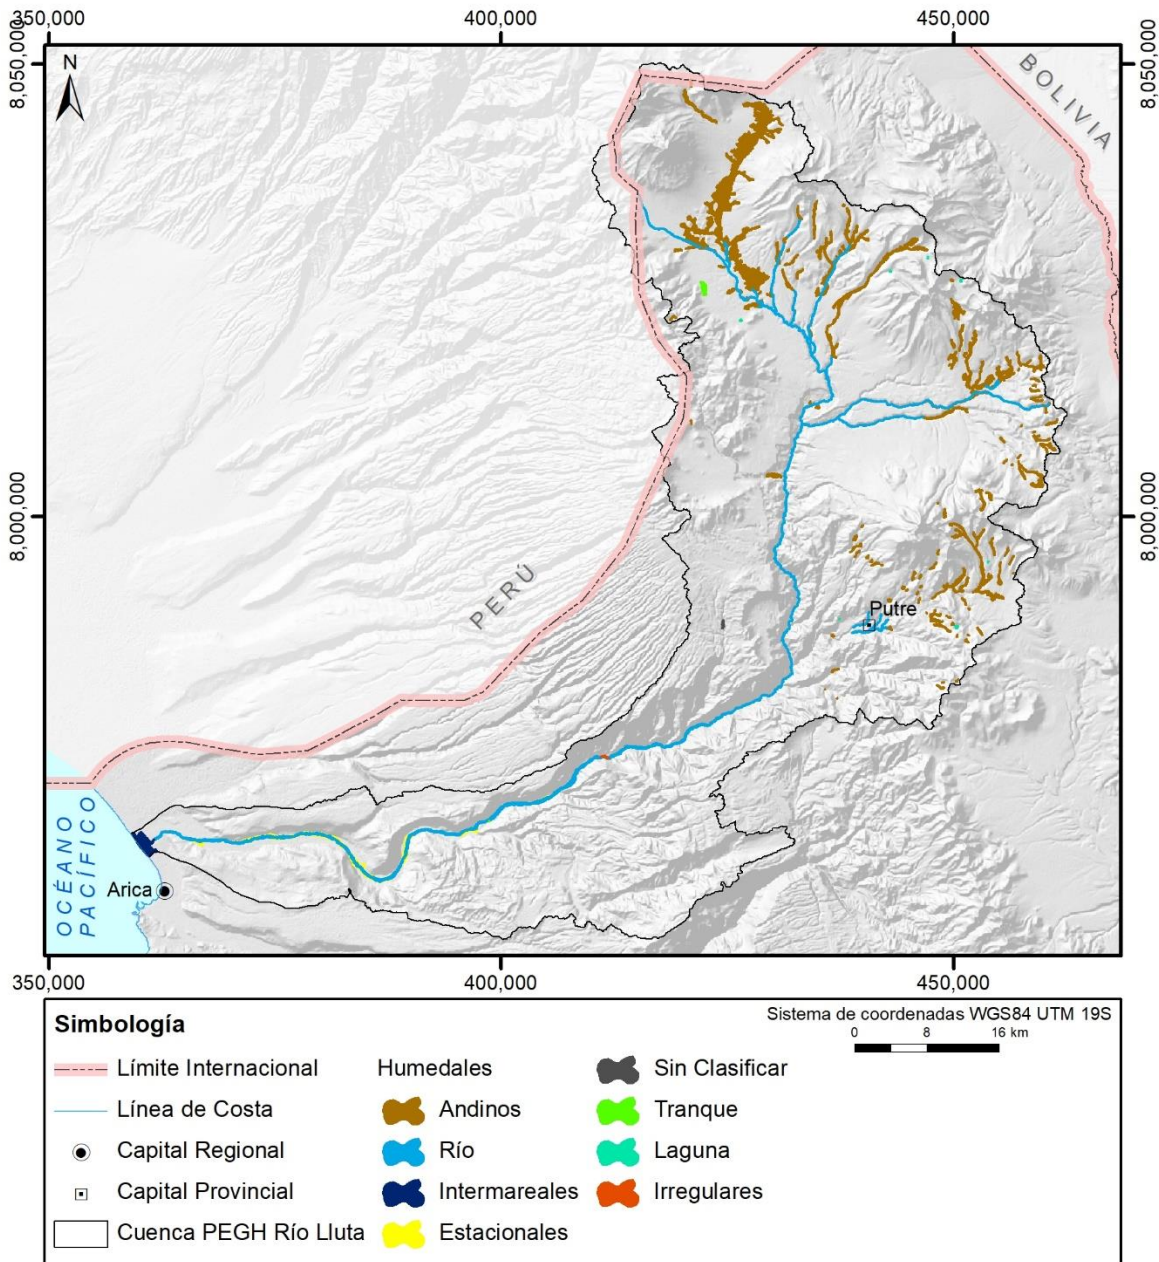 350,000
400,000
450,000
8,050,000
8,050,000
N
BOLIVIA
8,000,000
8,000,000
PERÚ
Putre
OCÉANO
PACÍFICO
Arica
350,000
400,000
450,000
Simbología
Sistema de coordenadas WGS84 UTM 19S
0 8 16 km
Límite Internacional
Línea de Costa
Capital Regional
Capital Provincial
Cuenca PEGH Río Lluta
Humedales
Andinos
Río
Intermareales
Estacionales
Sin Clasificar
Tranque
Laguna
Irregulares